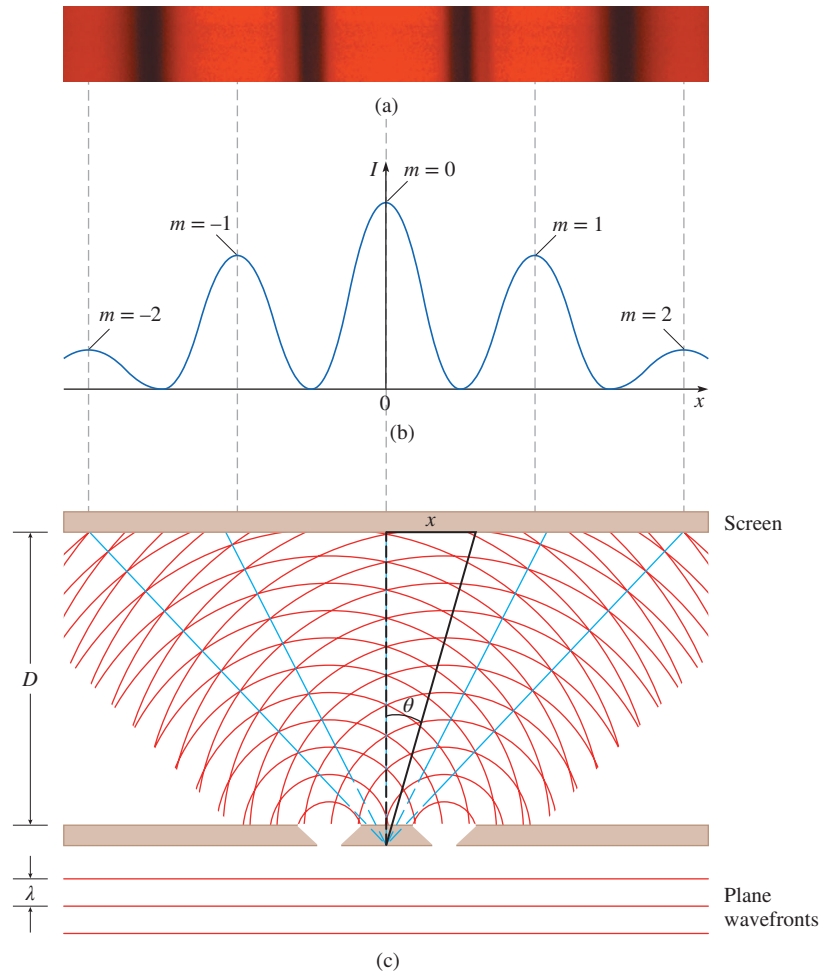 (a)
I
m = 0
m = –1
m = 1
m = –2
m = 2
0
x
(b)
x
Screen
D
θ
λ
Plane
wavefronts
(c)